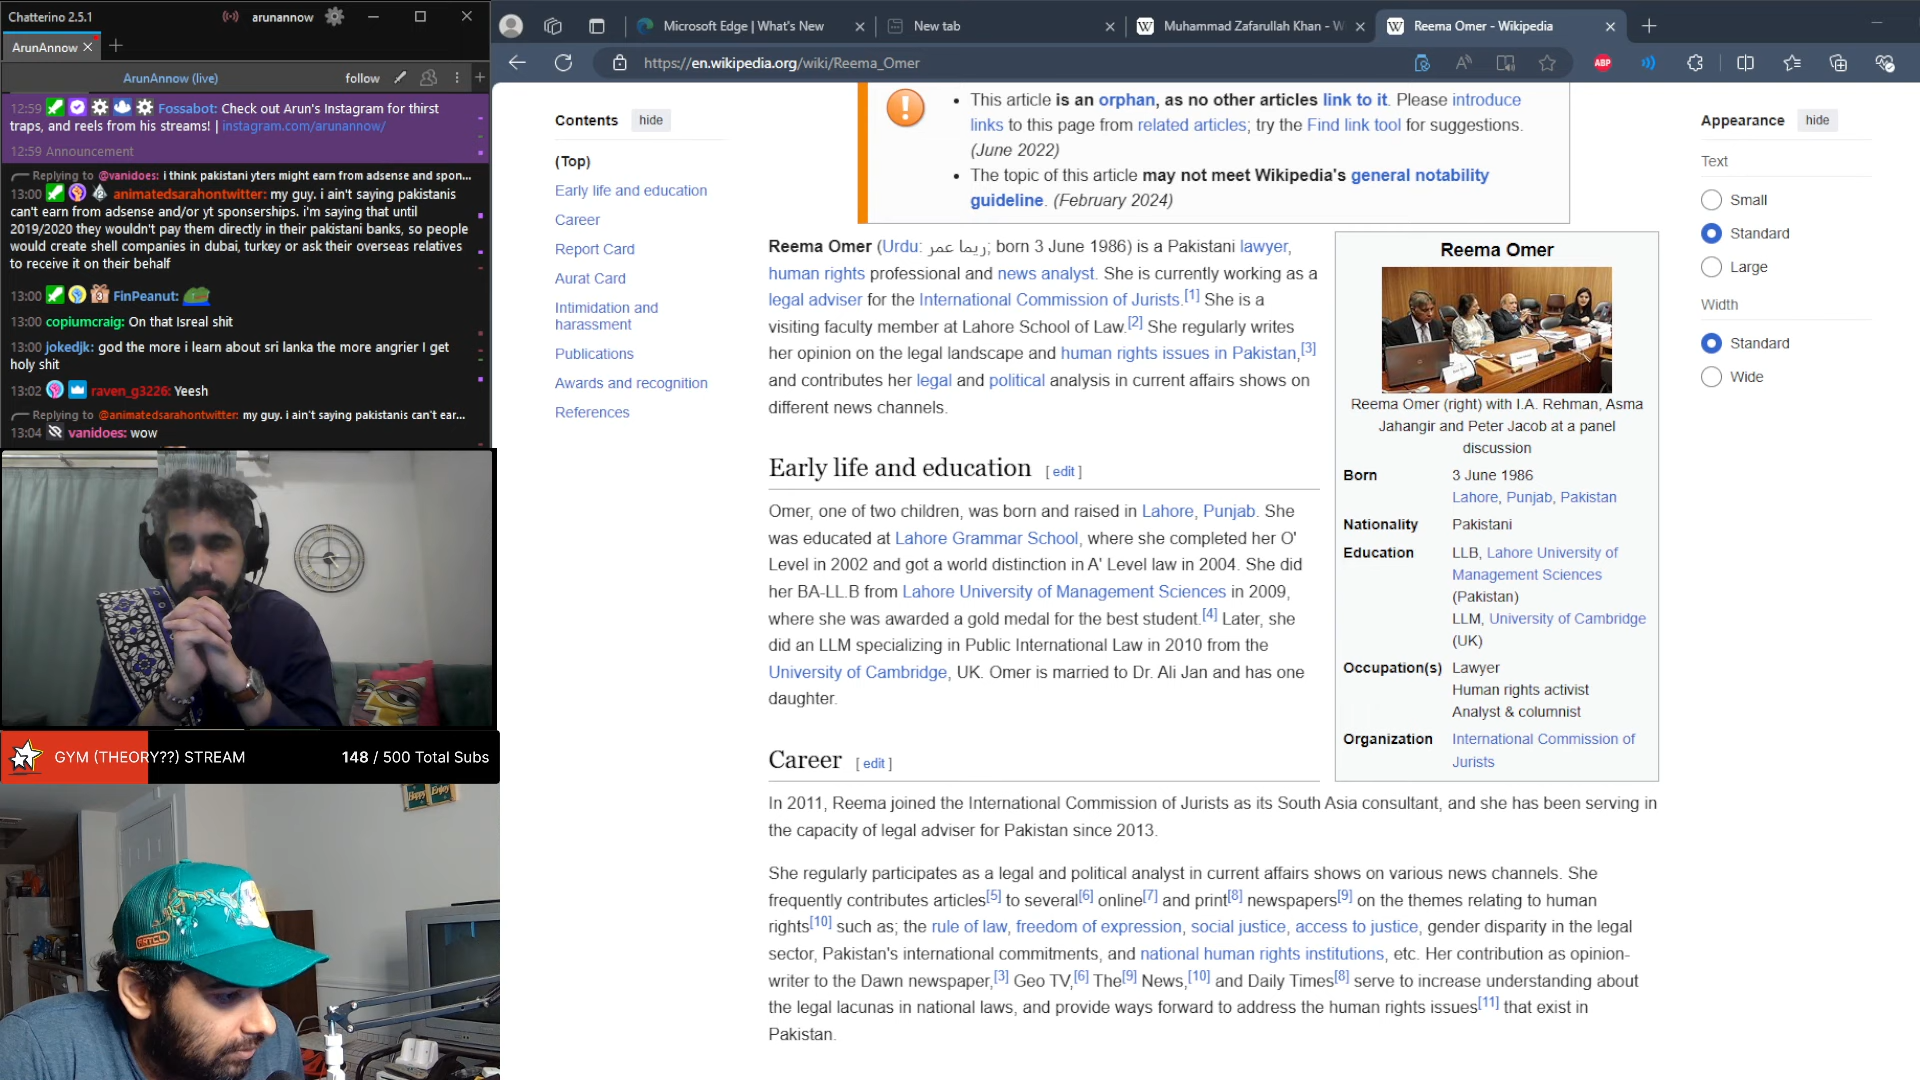 Chatterino 2.5.1
arunannow
ArunAnnow
ArunAnnow (live)
follow
12:59 Fossabot: Check out Arun's Instagram for thirst
traps, and reels from his streams! | instagram.com/arunannow/
12:59 Announcement
Replying to @vanidoes: i think pakistani yters might earn from adsense and spon...
13:00 animatedsarahontwitter: my guy. i ain't saying pakistanis
can't earn from adsense and/or yt sponserships. i'm saying that until
2019/2020 they wouldn't pay them directly in their pakistani banks, so people
would create shell companies in dubai, turkey or ask their overseas relatives
to receive it on their behalf
13:00 FinPeanut:
13:00 copiumcraig: On that Isreal shit
13:00 jokedjk: god the more i learn about sri lanka the more angrier I get
holy shit
13:02 raven_g3226: Yeesh
Replying to @animatedsarahontwitter: my guy. i ain't saying pakistanis can't ear...
13:04 vanidoes: wow
GYM (THEORY??) STREAM
148 / 500 Total Subs
Happy
Enjoy
Microsoft Edge | What's New
New tab
Muhammad Zafarullah Khan - W
Reema Omer - Wikipedia
https://en.wikipedia.org/wiki/Reema_Omer
ABP
Contents
hide
(Top)
Early life and education
Career
Report Card
Aurat Card
Intimidation and
harassment
Publications
Awards and recognition
References
This article is an orphan, as no other articles link to it. Please introduce
links to this page from related articles; try the Find link tool for suggestions.
(June 2022)
The topic of this article may not meet Wikipedia's general notability
guideline. (February 2024)
Reema Omer (Urdu: ریما عمر; born 3 June 1986) is a Pakistani lawyer,
human rights professional and news analyst. She is currently working as a
legal adviser for the International Commission of Jurists.[1] She is a
visiting faculty member at Lahore School of Law.[2] She regularly writes
her opinion on the legal landscape and human rights issues in Pakistan,[3]
and contributes her legal and political analysis in current affairs shows on
different news channels.
Early life and education [ edit ]
Omer, one of two children, was born and raised in Lahore, Punjab. She
was educated at Lahore Grammar School, where she completed her O'
Level in 2002 and got a world distinction in A' Level law in 2004. She did
her BA-LL.B from Lahore University of Management Sciences in 2009,
where she was awarded a gold medal for the best student.[4] Later, she
did an LLM specializing in Public International Law in 2010 from the
University of Cambridge, UK. Omer is married to Dr. Ali Jan and has one
daughter.
Career [ edit ]
In 2011, Reema joined the International Commission of Jurists as its South Asia consultant, and she has been serving in
the capacity of legal adviser for Pakistan since 2013.
She regularly participates as a legal and political analyst in current affairs shows on various news channels. She
frequently contributes articles[5] to several[6] online[7] and print[8] newspapers[9] on the themes relating to human
rights[10] such as; the rule of law, freedom of expression, social justice, access to justice, gender disparity in the legal
sector, Pakistan's international commitments, and national human rights institutions, etc. Her contribution as opinion-
writer to the Dawn newspaper,[3] Geo TV,[6] The[9] News,[10] and Daily Times[8] serve to increase understanding about
the legal lacunas in national laws, and provide ways forward to address the human rights issues[11] that exist in
Pakistan.
Reema Omer
Reema Omer (right) with I.A. Rehman, Asma
Jahangir and Peter Jacob at a panel
discussion
Born 3 June 1986
Lahore, Punjab, Pakistan
Nationality Pakistani
Education LLB, Lahore University of
Management Sciences
(Pakistan)
LLM, University of Cambridge
(UK)
Occupation(s) Lawyer
Human rights activist
Analyst & columnist
Organization International Commission of
Jurists
Appearance
hide
Text
Small
Standard
Large
Width
Standard
Wide